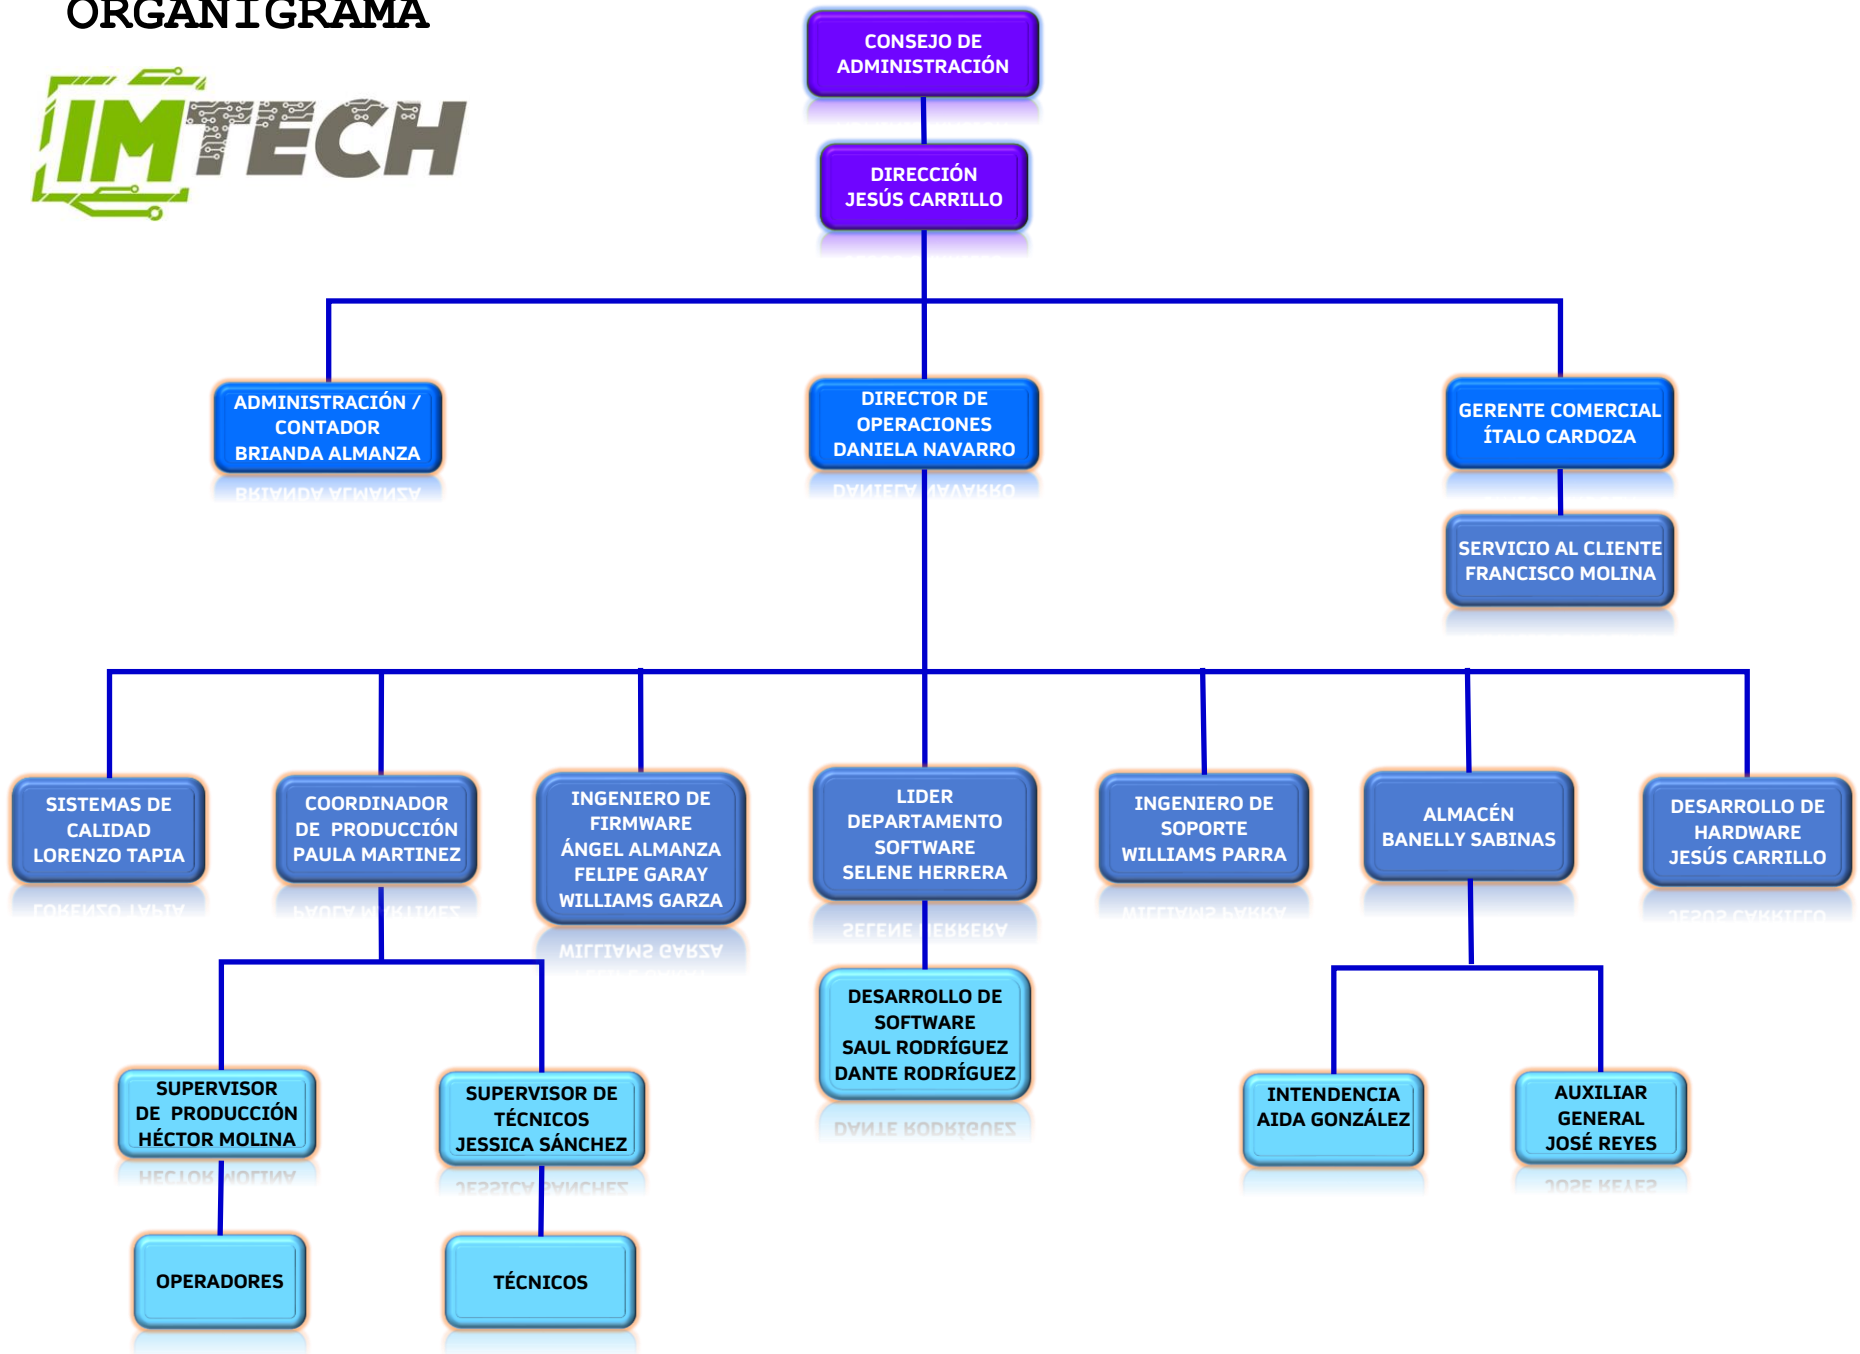 ORGANIGRAMA
IMTECH
CONSEJO DE
ADMINISTRACIÓN
DIRECCIÓN
JESÚS CARRILLO
ADMINISTRACIÓN /
CONTADOR
BRIANDA ALMANZA
DIRECTOR DE
OPERACIONES
DANIELA NAVARRO
GERENTE COMERCIAL
ÍTALO CARDOZA
SERVICIO AL CLIENTE
FRANCISCO MOLINA
SISTEMAS DE
CALIDAD
LORENZO TAPIA
COORDINADOR
DE PRODUCCIÓN
PAULA MARTINEZ
INGENIERO DE
FIRMWARE
ÁNGEL ALMANZA
FELIPE GARAY
WILLIAMS GARZA
LIDER
DEPARTAMENTO
SOFTWARE
SELENE HERRERA
INGENIERO DE
SOPORTE
WILLIAMS PARRA
ALMACÉN
BANELLY SABINAS
DESARROLLO DE
HARDWARE
JESÚS CARRILLO
DESARROLLO DE
SOFTWARE
SAUL RODRÍGUEZ
DANTE RODRÍGUEZ
SUPERVISOR
DE PRODUCCIÓN
HÉCTOR MOLINA
SUPERVISOR DE
TÉCNICOS
JESSICA SÁNCHEZ
INTENDENCIA
AIDA GONZÁLEZ
AUXILIAR
GENERAL
JOSÉ REYES
OPERADORES
TÉCNICOS